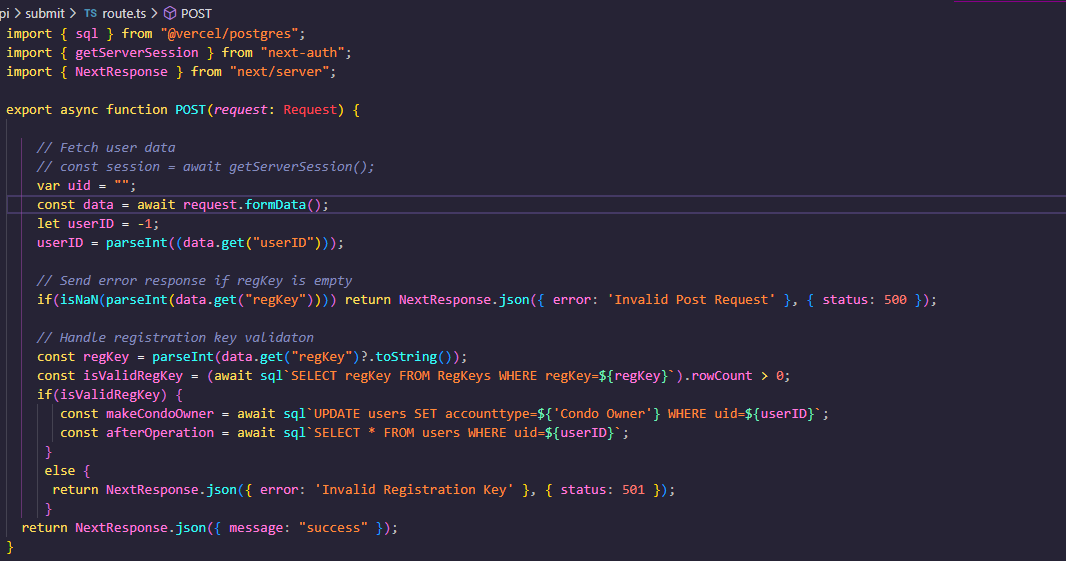 pi > submit > TS route.ts > POST
import { sql } from "@vercel/postgres";
import { getServerSession } from "next-auth";
import { NextResponse } from "next/server";
export async function POST(request: Request) {
// Fetch user data
// const session = await getServerSession();
var uid = "";
const data = await request.formData();
let userID = -1;
userID = parseInt((data.get("userID")));
// Send error response if regKey is empty
if(isNaN(parseInt(data.get("regKey")))) return NextResponse.json({ error: 'Invalid Post Request' }, { status: 500 });
// Handle registration key validaton
const regKey = parseInt(data.get("regKey")?.toString());
const isValidRegKey = (await sql`SELECT regKey FROM RegKeys WHERE regKey=${regKey}`).rowCount > 0;
if(isValidRegKey) {
const makeCondoOwner = await sql`UPDATE users SET accounttype=${'Condo Owner'} WHERE uid=${userID}`;
const afterOperation = await sql`SELECT * FROM users WHERE uid=${userID}`;
}
else {
return NextResponse.json({ error: 'Invalid Registration Key' }, { status: 501 });
}
return NextResponse.json({ message: "success" });
}